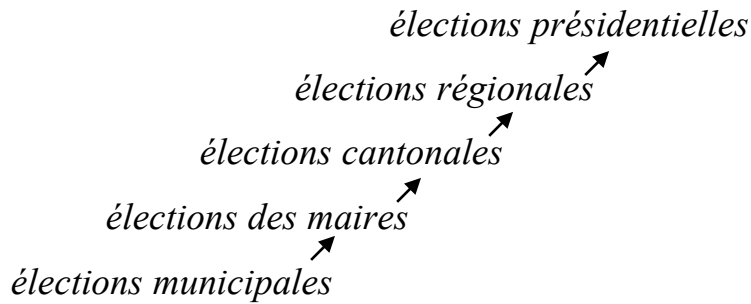 élections présidentielles
élections régionales
élections cantonales
élections des maires
élections municipales